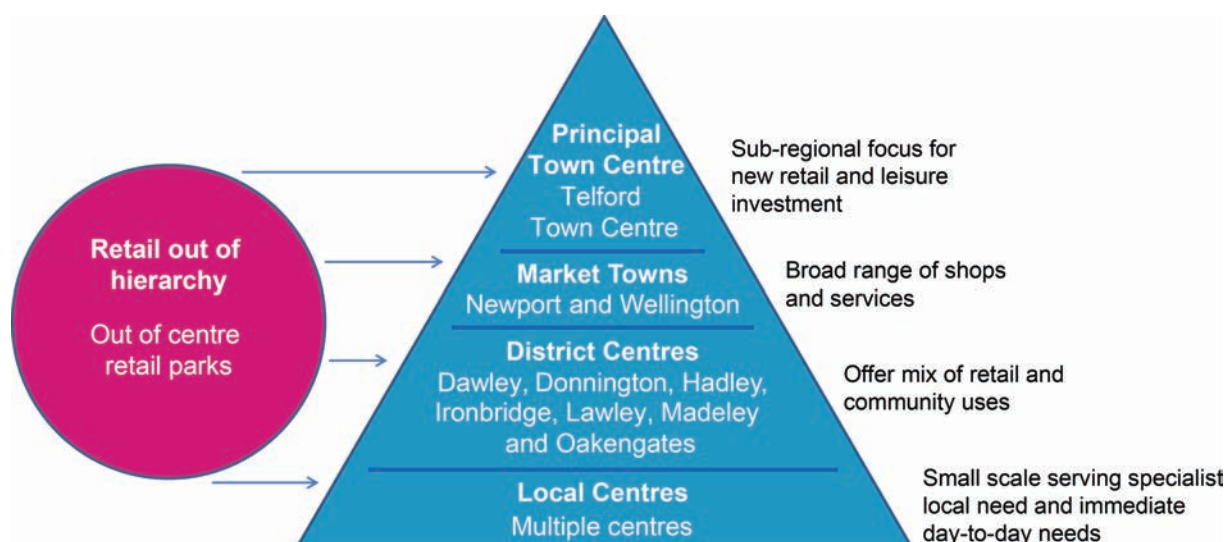 Retail out of
hierarchy
Out of centre
retail parks
Principal
Town Centre
Telford
Town Centre
Sub-regional focus for
new retail and leisure
investment
Market Towns
Newport and Wellington
Broad range of shops
and services
District Centres
Dawley, Donnington, Hadley,
Ironbridge, Lawley, Madeley
and Oakengates
Offer mix of retail and
community uses
Local Centres
Multiple centres
Small scale serving specialist
local need and immediate
day-to-day needs